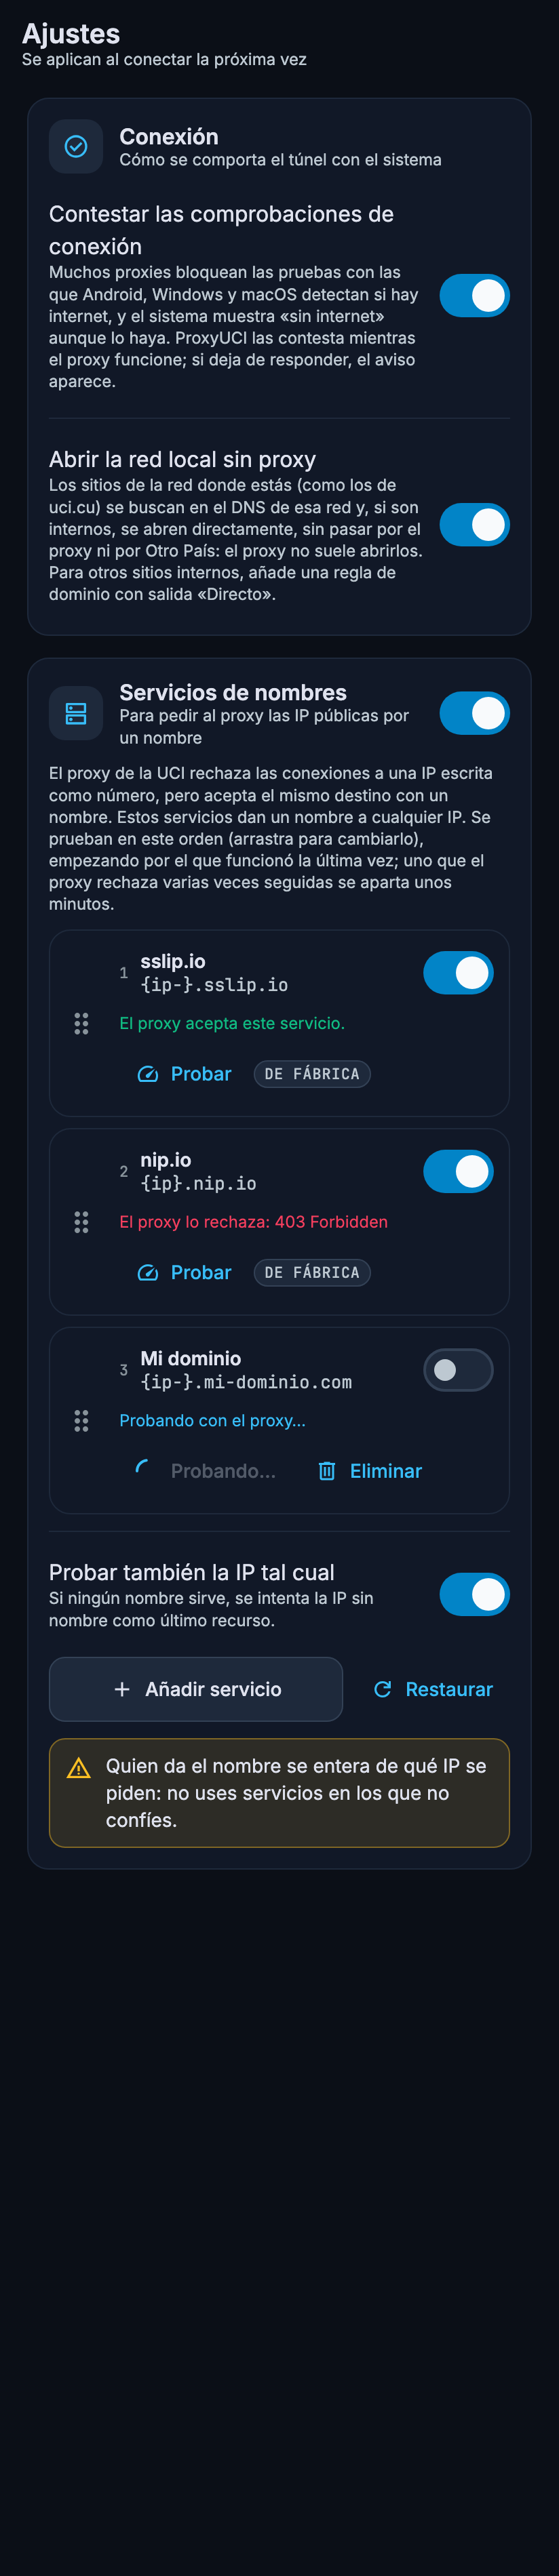 Ajustes
Se aplican al conectar la próxima vez
Conexión
Cómo se comporta el túnel con el sistema
Contestar las comprobaciones de
conexión
Muchos proxies bloquean las pruebas con las
que Android, Windows y macOS detectan si hay
internet, y el sistema muestra «sin internet»
aunque lo haya. ProxyUCI las contesta mientras
el proxy funcione; si deja de responder, el aviso
aparece.
Abrir la red local sin proxy
Los sitios de la red donde estás (como los de
uci.cu) se buscan en el DNS de esa red y, si son
internos, se abren directamente, sin pasar por el
proxy ni por Otro País: el proxy no suele abrirlos.
Para otros sitios internos, añade una regla de
dominio con salida «Directo».
Servicios de nombres
Para pedir al proxy las IP públicas por
un nombre
El proxy de la UCI rechaza las conexiones a una IP escrita
como número, pero acepta el mismo destino con un
nombre. Estos servicios dan un nombre a cualquier IP. Se
prueban en este orden (arrastra para cambiarlo),
empezando por el que funcionó la última vez; uno que el
proxy rechaza varias veces seguidas se aparta unos
minutos.
1 sslip.io
{ip-}.sslip.io
El proxy acepta este servicio.
Probar DE FÁBRICA
2 nip.io
{ip}.nip.io
El proxy lo rechaza: 403 Forbidden
Probar DE FÁBRICA
3 Mi dominio
{ip-}.mi-dominio.com
Probando con el proxy…
Probando… Eliminar
Probar también la IP tal cual
Si ningún nombre sirve, se intenta la IP sin
nombre como último recurso.
Añadir servicio Restaurar
Quien da el nombre se entera de qué IP se
piden: no uses servicios en los que no
confíes.